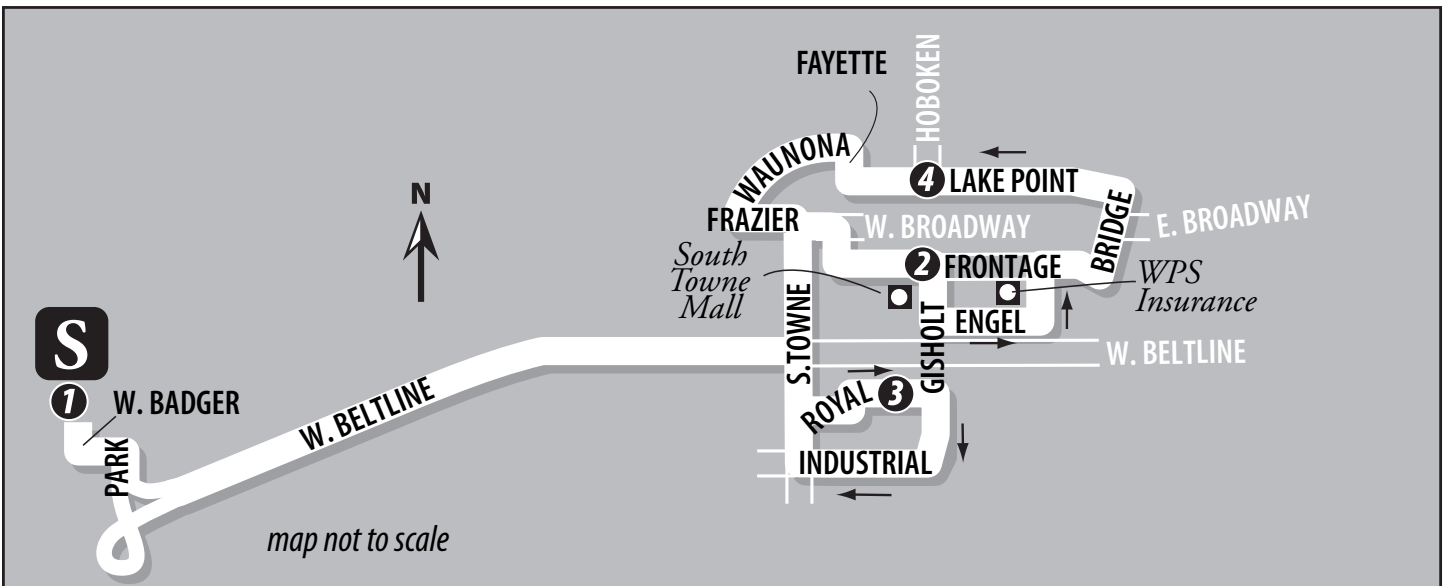 FAYETTE
HOBOKEN
WAUNONA
4 LAKE POINT
N
FRAZIER
W. BROADWAY
BRIDGE
E. BROADWAY
South
Towne
Mall
2 FRONTAGE
WPS
Insurance
S
S. TOWNE
GISHOLT
ENGEL
W. BELTLINE
1
W. BADGER
W. BELTLINE
ROYAL
3
PARK
INDUSTRIAL
map not to scale